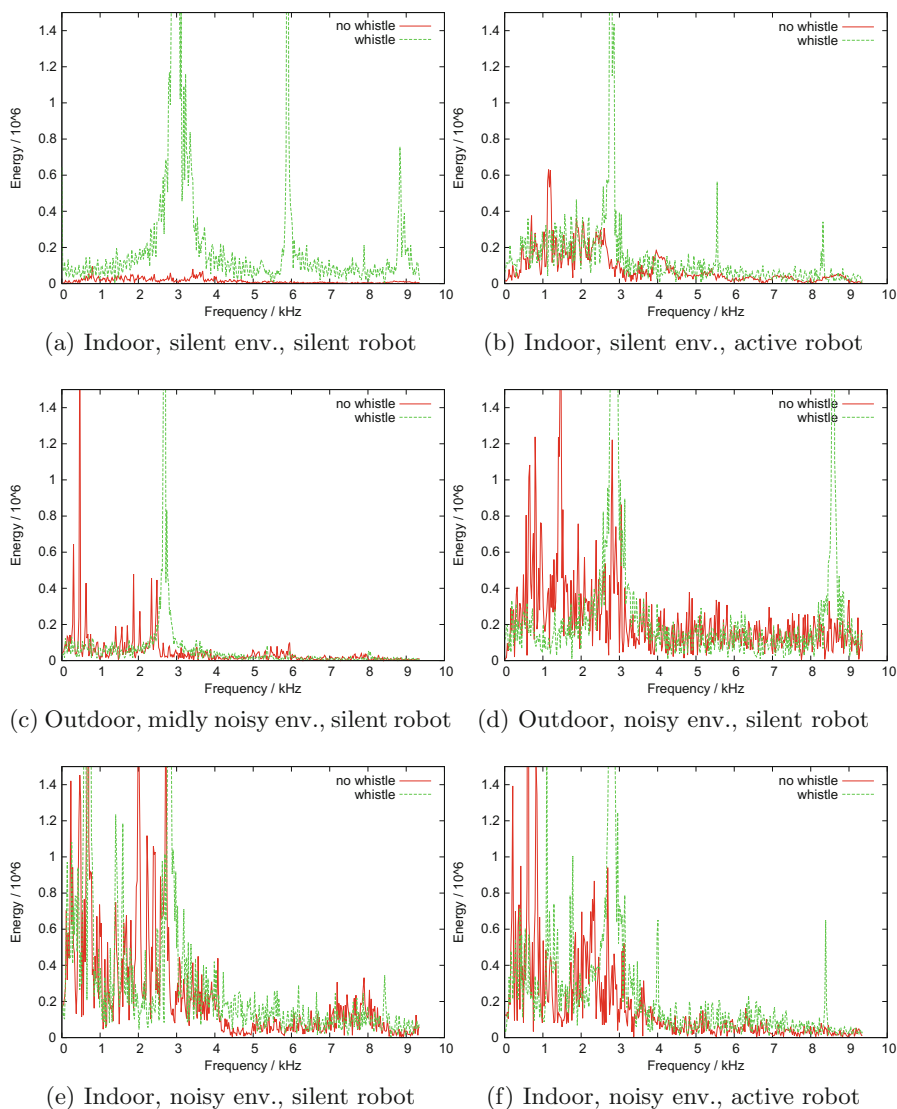 1.4
1.2
1
0.8
0.6
0.4
0.2
0
Energy / 10^6
no whistle
whistle
0 1 2 3 4 5 6 7 8 9 10
Frequency / kHz
(a) Indoor, silent env., silent robot
1.4
1.2
1
0.8
0.6
0.4
0.2
0
Energy / 10^6
no whistle
whistle
0 1 2 3 4 5 6 7 8 9 10
Frequency / kHz
(b) Indoor, silent env., active robot
1.4
1.2
1
0.8
0.6
0.4
0.2
0
Energy / 10^6
no whistle
whistle
0 1 2 3 4 5 6 7 8 9 10
Frequency / kHz
(c) Outdoor, midly noisy env., silent robot
1.4
1.2
1
0.8
0.6
0.4
0.2
0
Energy / 10^6
no whistle
whistle
0 1 2 3 4 5 6 7 8 9 10
Frequency / kHz
(d) Outdoor, noisy env., silent robot
1.4
1.2
1
0.8
0.6
0.4
0.2
0
Energy / 10^6
no whistle
whistle
0 1 2 3 4 5 6 7 8 9 10
Frequency / kHz
(e) Indoor, noisy env., silent robot
1.4
1.2
1
0.8
0.6
0.4
0.2
0
Energy / 10^6
no whistle
whistle
0 1 2 3 4 5 6 7 8 9 10
Frequency / kHz
(f) Indoor, noisy env., active robot